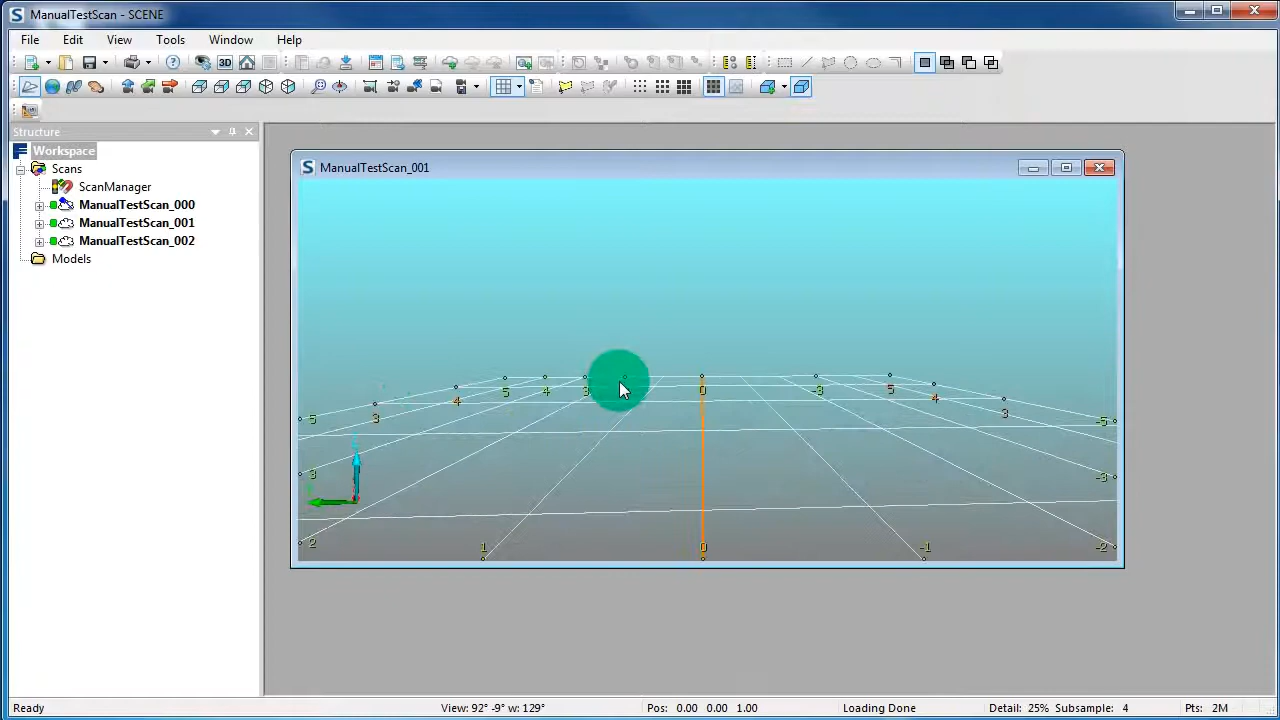 ManualTestScan - SCENE
File Edit View Tools Window Help
3D
Structure
Workspace
Scans
ScanManager
ManualTestScan_000
ManualTestScan_001
ManualTestScan_002
Models
ManualTestScan_001
5 4 3 0 -3 5
4 4
3 3
5 -5
3 -3
2 1 0 -1 -2
Ready View: 92° -9° w: 129° Pos: 0.00 0.00 1.00 Loading Done Detail: 25% Subsample: 4 Pts: 2M